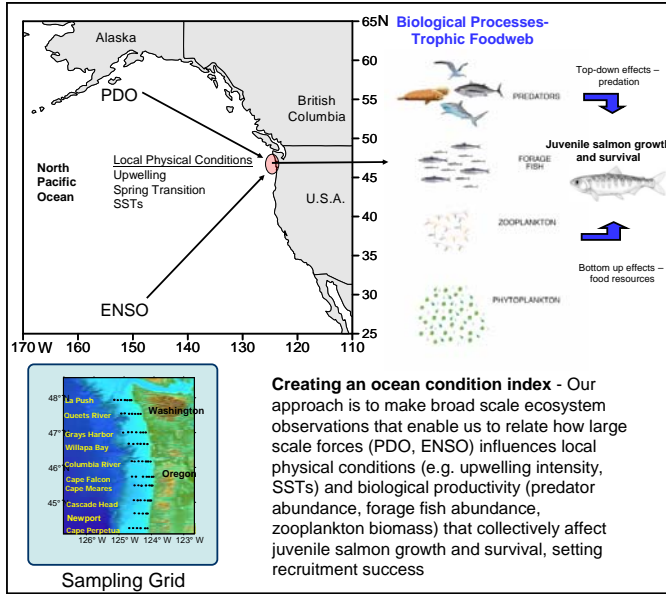 65N
60
55
50
45
40
35
30
25
170 W
150
140
130
120
110
Alaska
PDO
British
Columbia
North
Pacific
Ocean
Local Physical Conditions
Upwelling
Spring Transition
SSTs
U.S.A.
ENSO
Biological Processes-
Trophic Foodweb
PREDATORS
Top-down effects –
predation
Juvenile salmon growth
and survival
FORAGE
FISH
ZOOPLANKTON
Bottom up effects –
food resources
PHYTOPLANKTON
48°
47°
46°
45°
La Push
Queets River
Grays Harbor
Willapa Bay
Columbia River
Cape Falcon
Cape Meares
Cascade Head
Newport
Cape Perpetua
Washington
Oregon
126°W
125°W
124°W
123°W
Sampling Grid
Creating an ocean condition index - Our
approach is to make broad scale ecosystem
observations that enable us to relate how large
scale forces (PDO, ENSO) influences local
physical conditions (e.g. upwelling intensity,
SSTs) and biological productivity (predator
abundance, forage fish abundance,
zooplankton biomass) that collectively affect
juvenile salmon growth and survival, setting
recruitment success